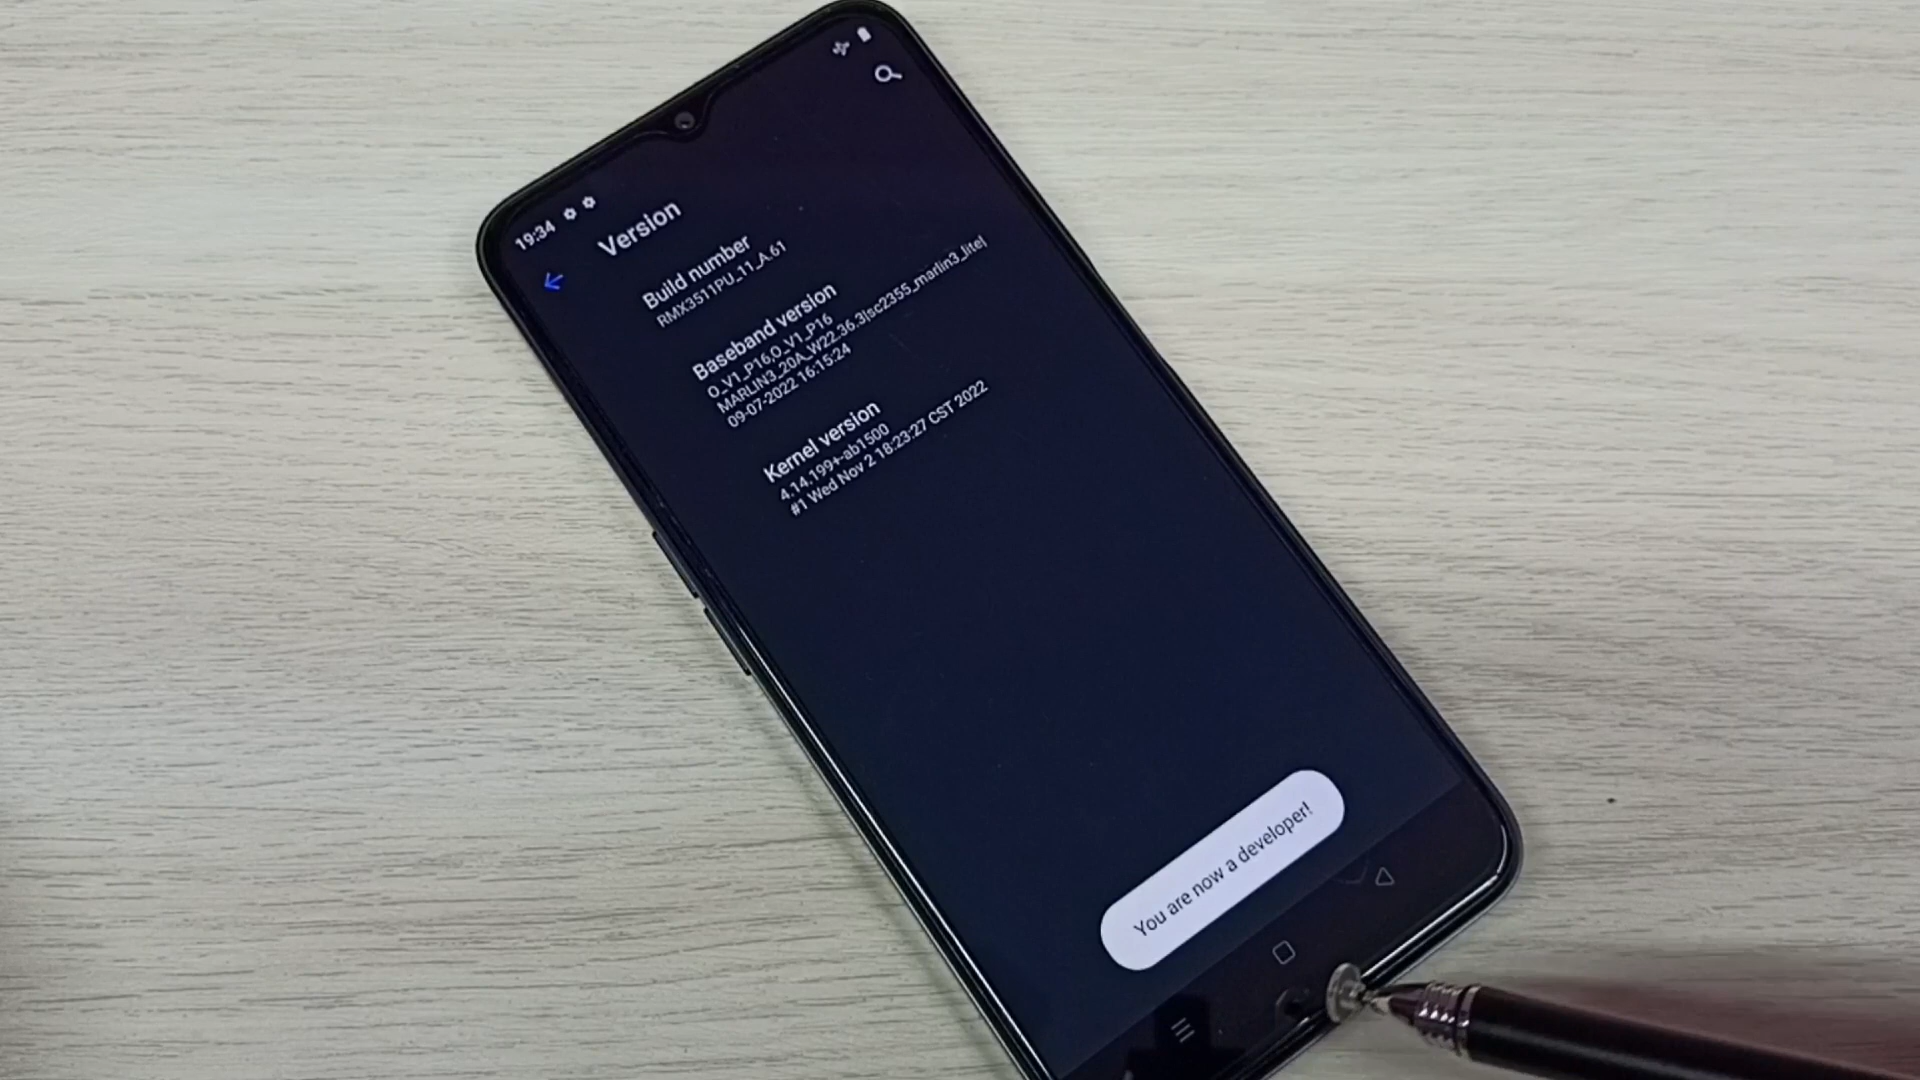 19:34
Version
Build number
RMX3511PU_11_A.61
Baseband version
O_V1_P16,O_V1_P16
MARLIN3_20A_W22_36.3|sc2355_marlin3_lite|
09-07-2022 16:15:24
Kernel version
4.14.199+-ab1500
#1 Wed Nov 2 18:23:27 CST 2022
You are now a developer!